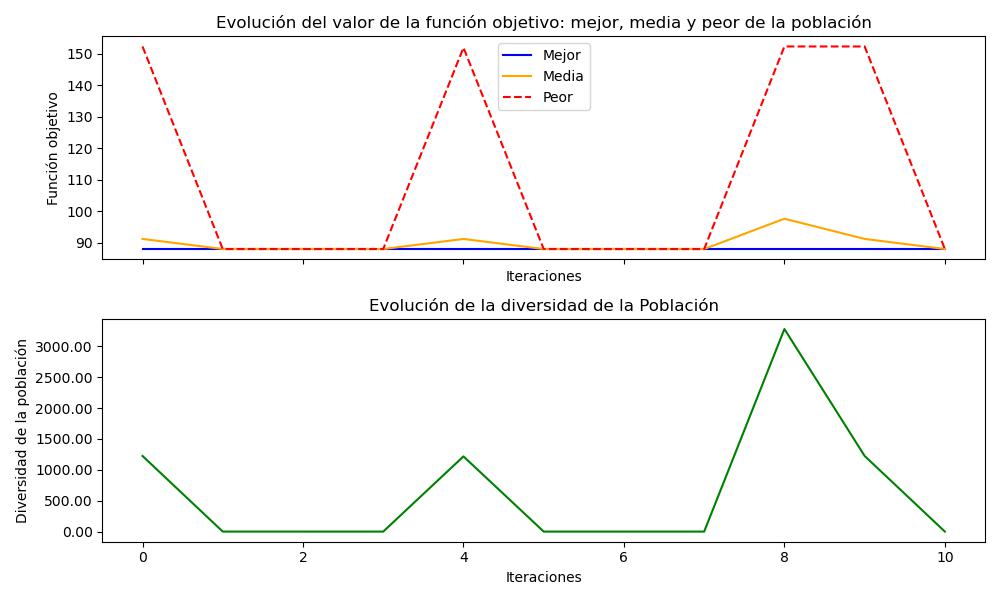 Evolución del valor de la función objetivo: mejor, media y peor de la población
Función objetivo
150
140
130
120
110
100
90
Mejor
Media
Peor
Iteraciones
Evolución de la diversidad de la Población
Diversidad de la población
3000.00
2500.00
2000.00
1500.00
1000.00
500.00
0.00
0 2 4 6 8 10
Iteraciones